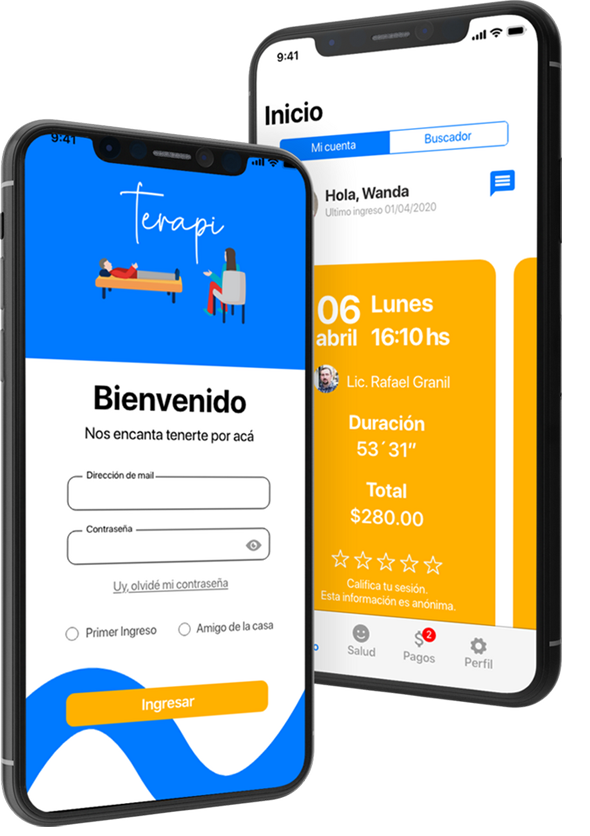 9:41
Terapi
Bienvenido
Nos encanta tenerte por acá
Dirección de mail
Contraseña
Uy, olvidé mi contraseña
Primer Ingreso
Amigo de la casa
Ingresar
9:41
Inicio
Mi cuenta
Buscador
Hola, Wanda
Ultimo ingreso 01/04/2020
06 Lunes
abril 16:10 hs
Lic. Rafael Granil
Duración
53´31’’
Total
$280.00
Califica tu sesión.
Esta información es anónima.
Salud
Pagos
2
Perfil